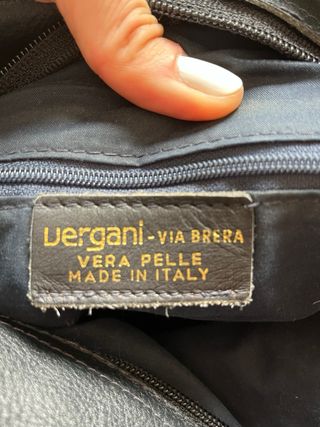 vergani - VIA BRERA
VERA PELLE
MADE IN ITALY